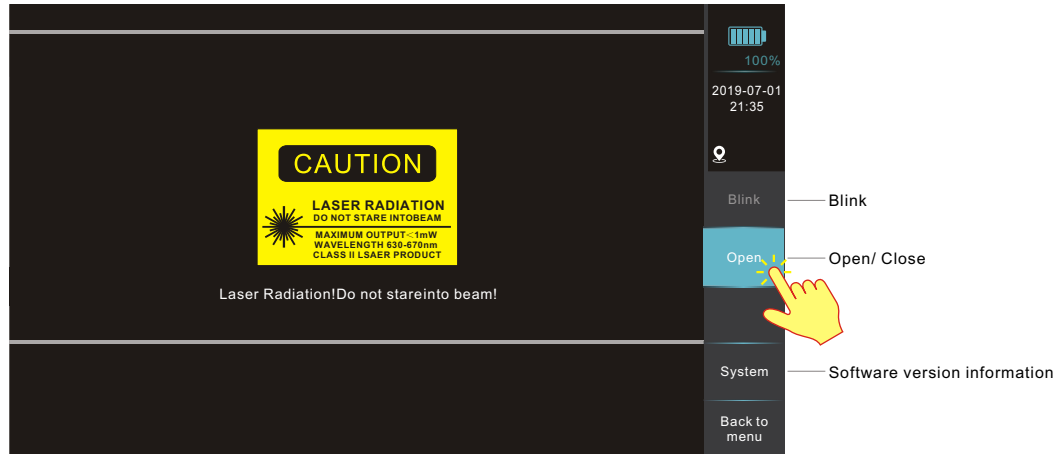 100%
2019-07-01
21:35
CAUTION
LASER RADIATION
DO NOT STARE INTOBEAM
MAXIMUM OUTPUT<1mW
WAVELENGTH 630-670nm
CLASS II LSAER PRODUCT
Laser Radiation!Do not stareinto beam!
Blink
Blink
Open
Open/ Close
System
Software version information
Back to
menu